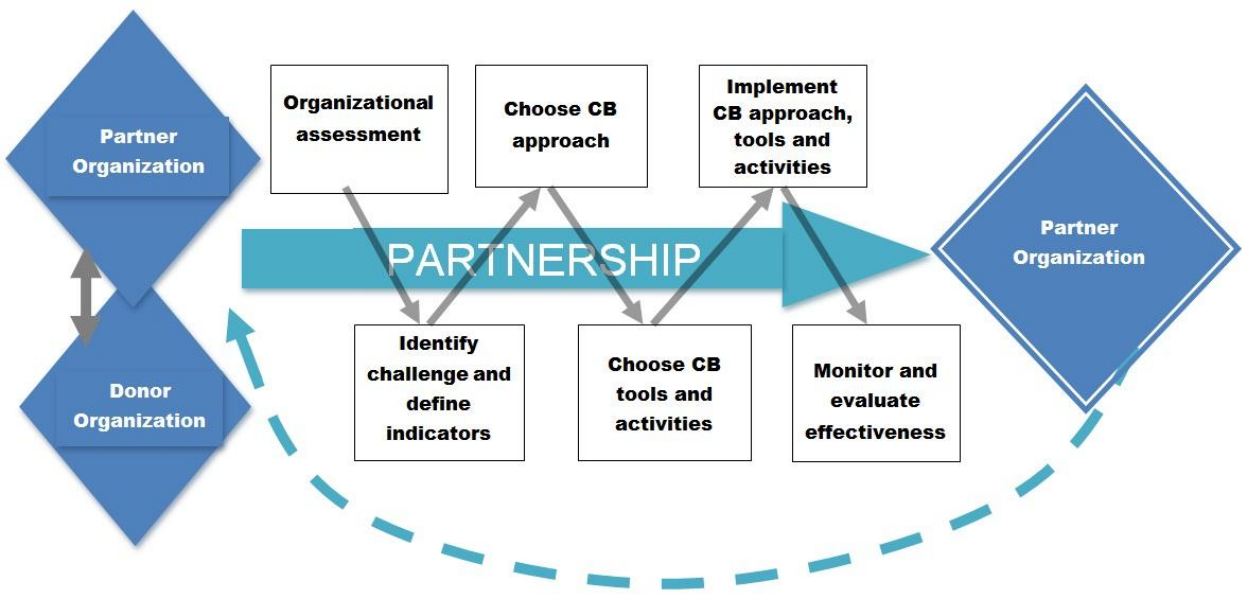 Partner
Organization
Donor
Organization
Organizational
assessment
Identify
challenge and
define
indicators
Choose CB
approach
Choose CB
tools and
activities
Implement
CB approach,
tools and
activities
Monitor and
evaluate
effectiveness
PARTNERSHIP
Partner
Organization